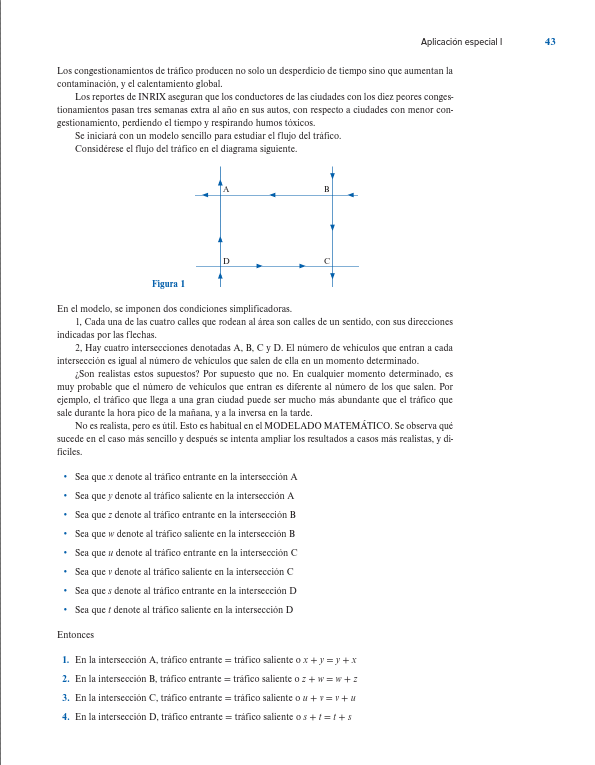 Aplicación especial I 43
Los congestionamientos de tráfico producen no solo un desperdicio de tiempo sino que aumentan la
contaminación, y el calentamiento global.
Los reportes de INRIX aseguran que los conductores de las ciudades con los diez peores conges-
tionamientos pasan tres semanas extra al año en sus autos, con respecto a ciudades con menor con-
gestionamiento, perdiendo el tiempo y respirando humos tóxicos.
Se iniciará con un modelo sencillo para estudiar el flujo del tráfico.
Considérese el flujo del tráfico en el diagrama siguiente.
A B
D C
Figura 1
En el modelo, se imponen dos condiciones simplificadoras.
1, Cada una de las cuatro calles que rodean al área son calles de un sentido, con sus direcciones
indicadas por las flechas.
2, Hay cuatro intersecciones denotadas A, B, C y D. El número de vehículos que entran a cada
intersección es igual al número de vehículos que salen de ella en un momento determinado.
¿Son realistas estos supuestos? Por supuesto que no. En cualquier momento determinado, es
muy probable que el número de vehículos que entran es diferente al número de los que salen. Por
ejemplo, el tráfico que llega a una gran ciudad puede ser mucho más abundante que el tráfico que
sale durante la hora pico de la mañana, y a la inversa en la tarde.
No es realista, pero es útil. Esto es habitual en el MODELADO MATEMÁTICO. Se observa qué
sucede en el caso más sencillo y después se intenta ampliar los resultados a casos más realistas, y di-
fíciles.
• Sea que x denote al tráfico entrante en la intersección A
• Sea que y denote al tráfico saliente en la intersección A
• Sea que z denote al tráfico entrante en la intersección B
• Sea que w denote al tráfico saliente en la intersección B
• Sea que u denote al tráfico entrante en la intersección C
• Sea que v denote al tráfico saliente en la intersección C
• Sea que s denote al tráfico entrante en la intersección D
• Sea que t denote al tráfico saliente en la intersección D
Entonces
1. En la intersección A, tráfico entrante = tráfico saliente o x + y = y + x
2. En la intersección B, tráfico entrante = tráfico saliente o z + w = w + z
3. En la intersección C, tráfico entrante = tráfico saliente o u + v = v + u
4. En la intersección D, tráfico entrante = tráfico saliente o s + t = t + s